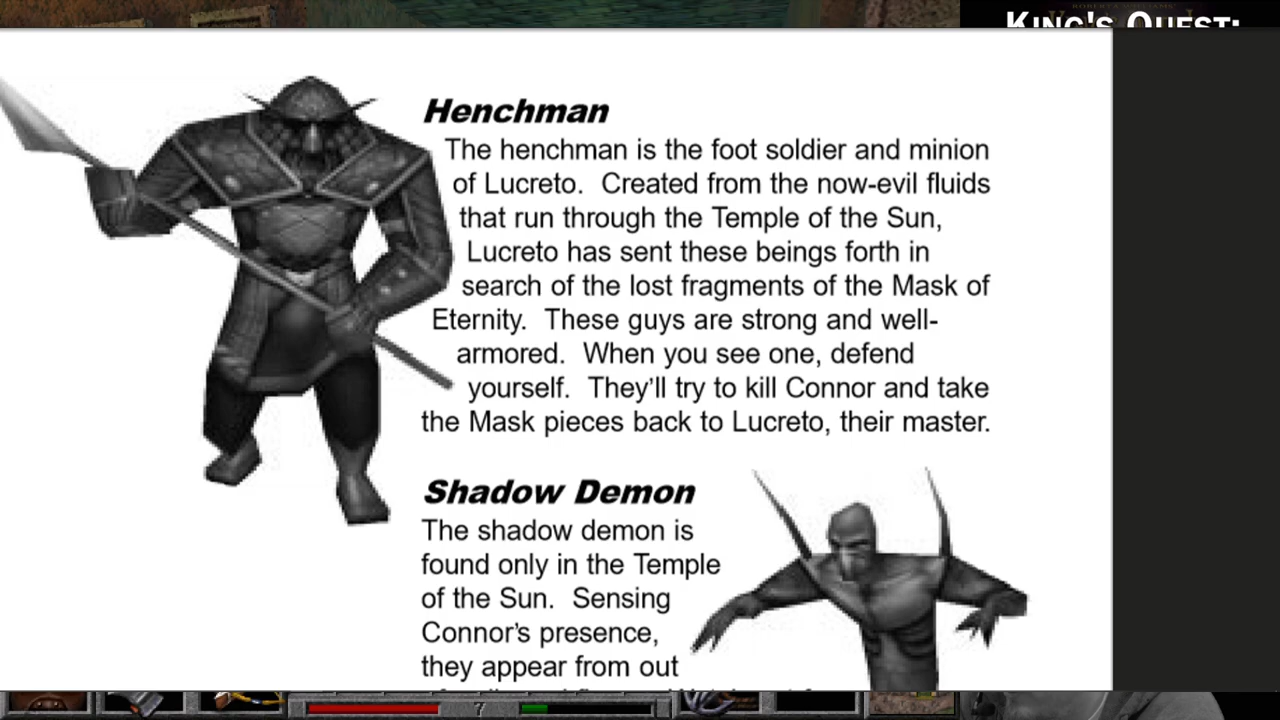 KING'S QUEST:
Henchman
The henchman is the foot soldier and minion
of Lucreto. Created from the now-evil fluids
that run through the Temple of the Sun,
Lucreto has sent these beings forth in
search of the lost fragments of the Mask of
Eternity. These guys are strong and well-
armored. When you see one, defend
yourself. They'll try to kill Connor and take
the Mask pieces back to Lucreto, their master.
Shadow Demon
The shadow demon is
found only in the Temple
of the Sun. Sensing
Connor's presence,
they appear from out
?